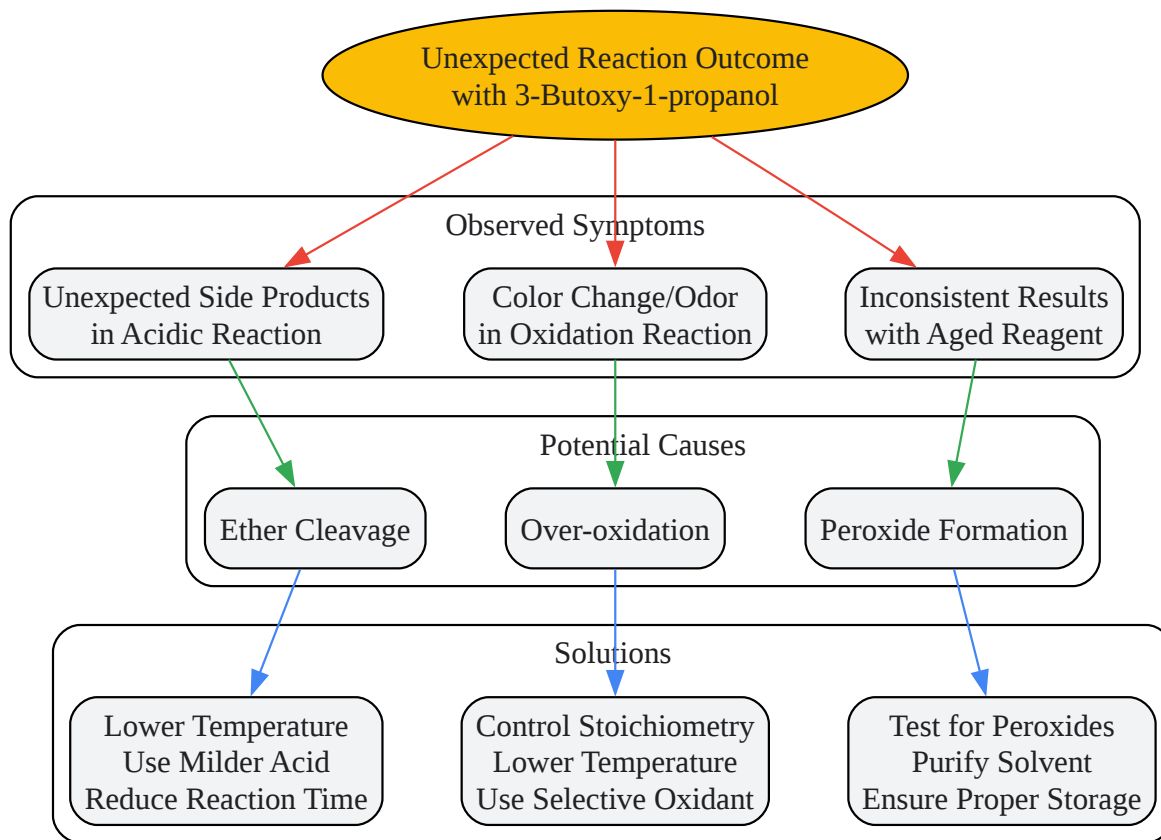 Unexpected Reaction Outcome
with 3-Butoxy-1-propanol
Observed Symptoms
Unexpected Side Products
in Acidic Reaction
Color Change/Odor
in Oxidation Reaction
Inconsistent Results
with Aged Reagent
Potential Causes
Ether Cleavage
Over-oxidation
Peroxide Formation
Solutions
Lower Temperature
Use Milder Acid
Reduce Reaction Time
Control Stoichiometry
Lower Temperature
Use Selective Oxidant
Test for Peroxides
Purify Solvent
Ensure Proper Storage